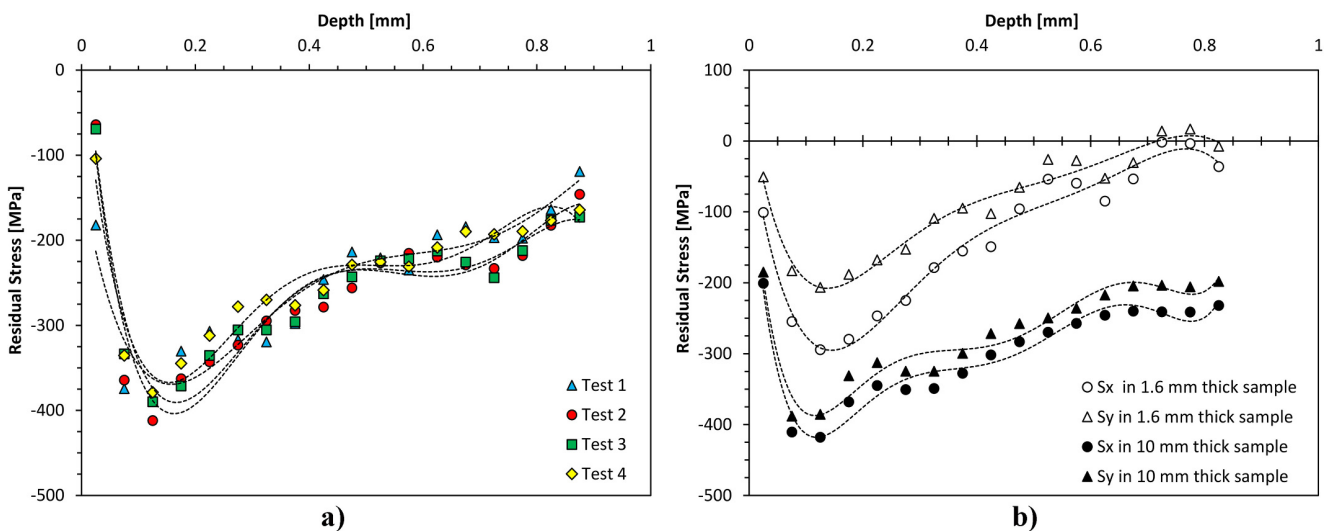 Depth [mm]
0 0.2 0.4 0.6 0.8 1
0
-100
-200
-300
-400
-500
Residual Stress [MPa]
Test 1
Test 2
Test 3
Test 4
a)
Depth [mm]
0 0.2 0.4 0.6 0.8 1
100
0
-100
-200
-300
-400
-500
Residual Stress [MPa]
Sx in 1.6 mm thick sample
Sy in 1.6 mm thick sample
Sx in 10 mm thick sample
Sy in 10 mm thick sample
b)